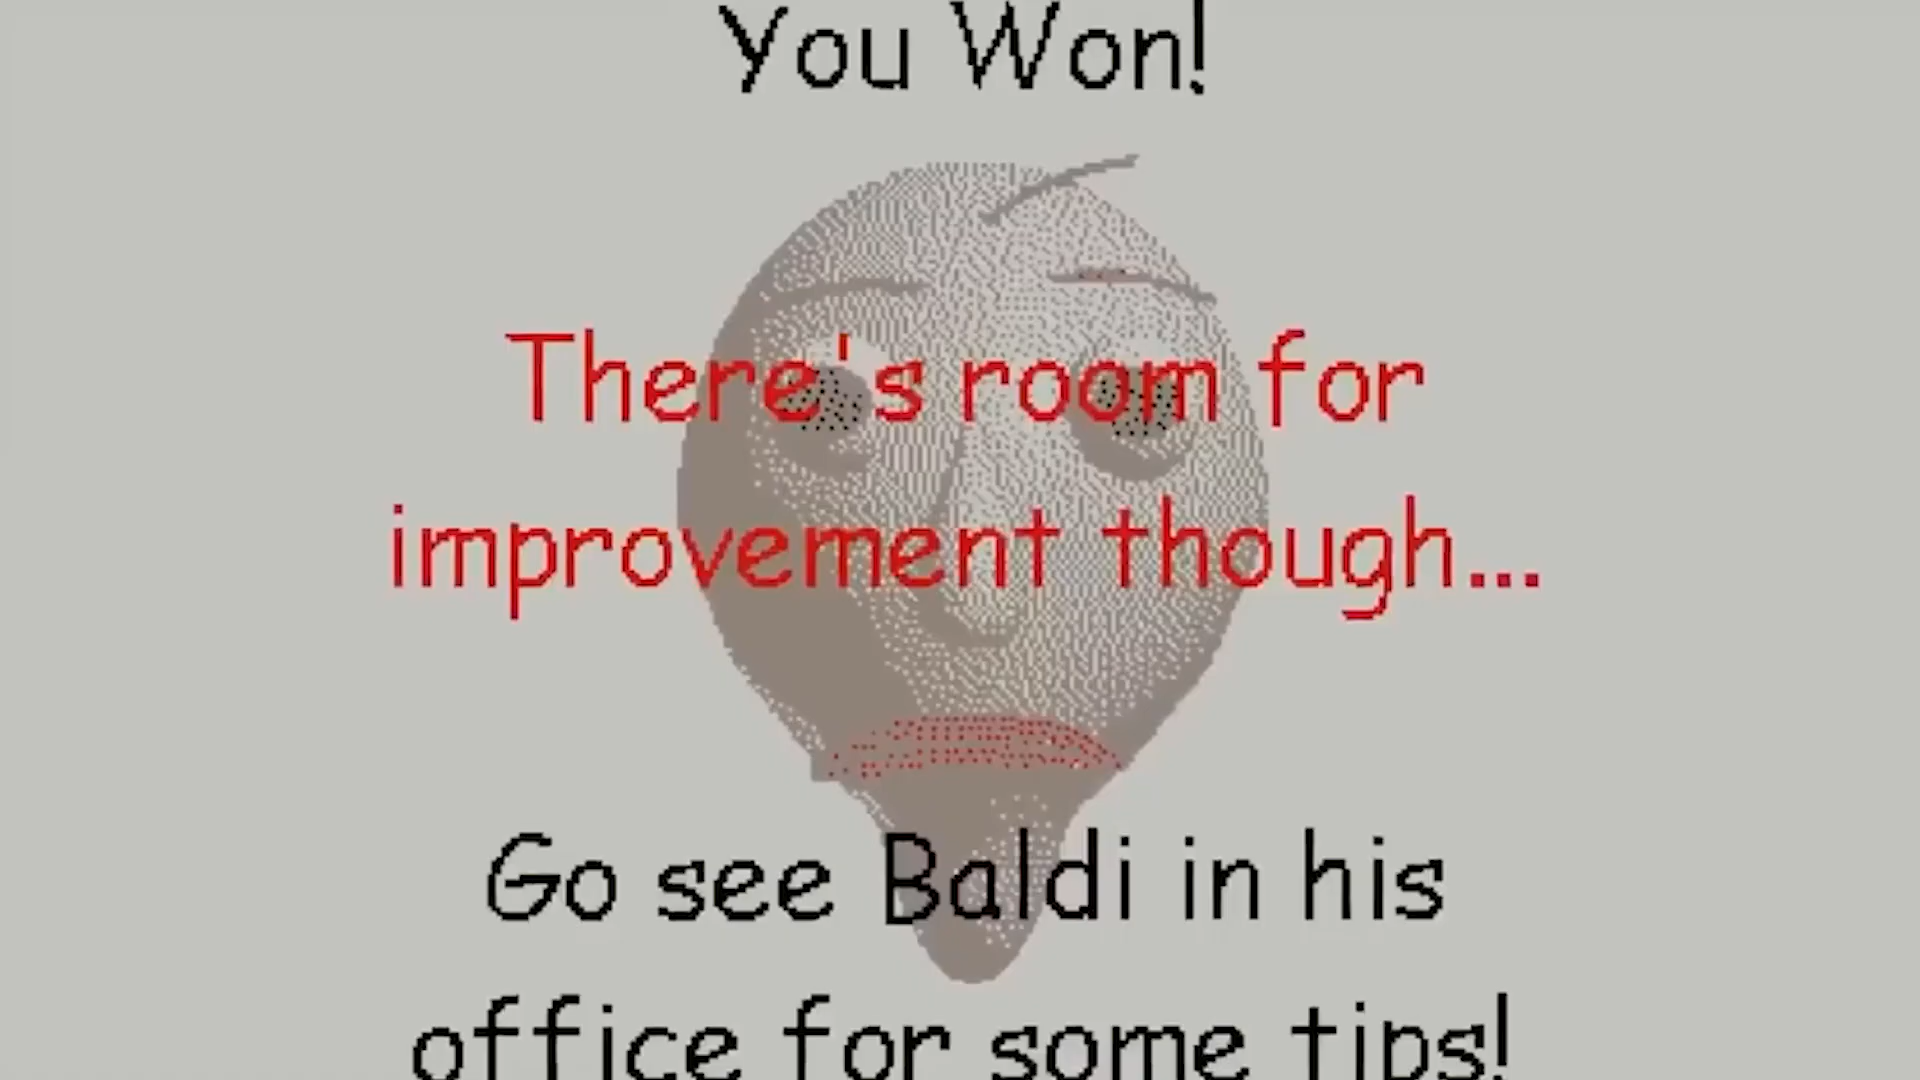 You Won!
There's room for
improvement though...
Go see Baldi in his
office for some tips!